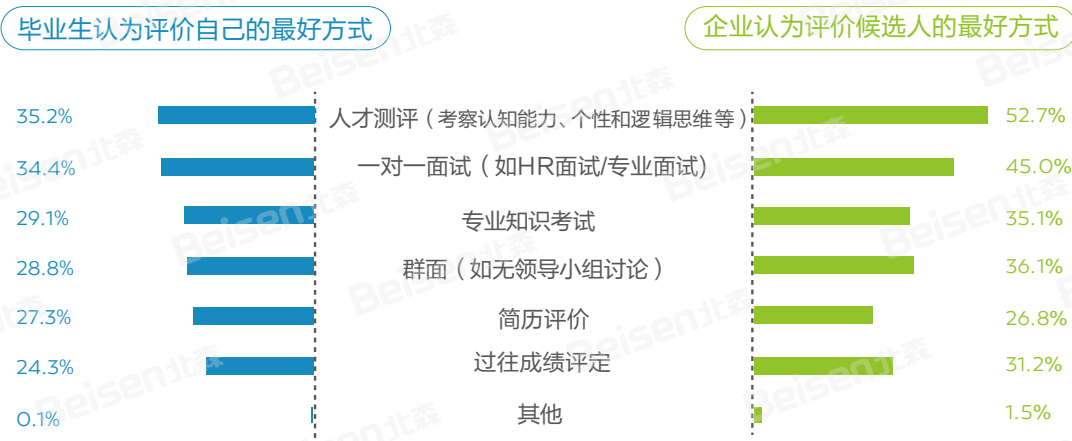 毕业生认为评价自己的最好方式
企业认为评价候选人的最好方式
35.2% 人才测评（考察认知能力、个性和逻辑思维等） 52.7%
34.4% 一对一面试（如HR面试/专业面试) 45.0%
29.1% 专业知识考试 35.1%
28.8% 群面（如无领导小组讨论） 36.1%
27.3% 简历评价 26.8%
24.3% 过往成绩评定 31.2%
0.1% 其他 1.5%
Beisen北森